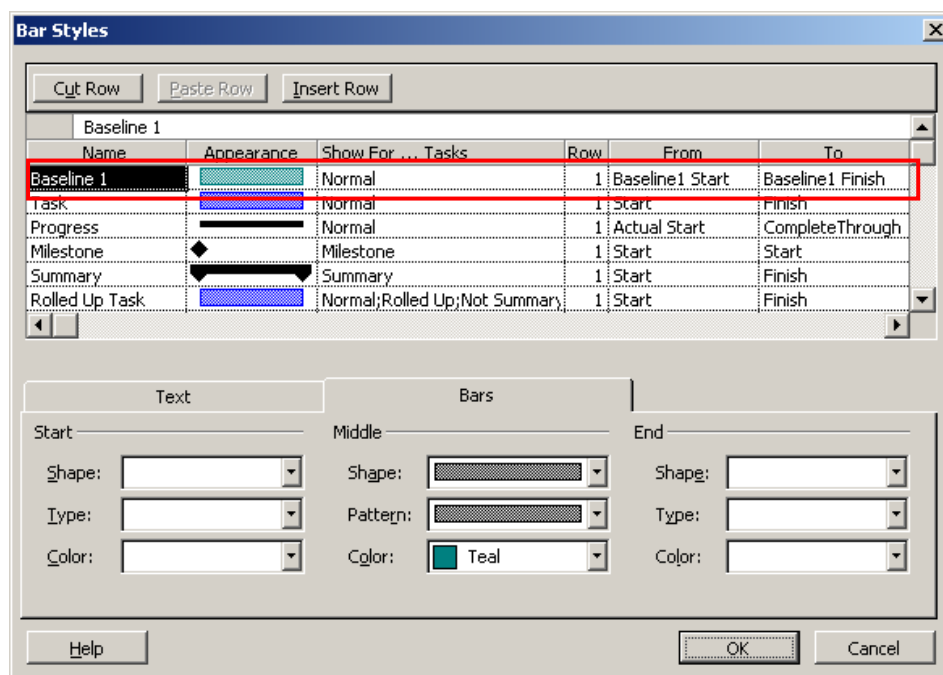 Bar Styles
Cut Row Paste Row Insert Row
Baseline 1
Name Appearance Show For ... Tasks Row From To
Baseline 1 Normal 1 Baseline1 Start Baseline1 Finish
Task Normal 1 Start Finish
Progress Normal 1 Actual Start CompleteThrough
Milestone Milestone 1 Start Start
Summary Summary 1 Start Finish
Rolled Up Task Normal;Rolled Up;Not Summary 1 Start Finish
Text Bars
Start Middle End
Shape: Shape: Shape:
Type: Pattern: Type:
Color: Color: Teal Color:
Help OK Cancel